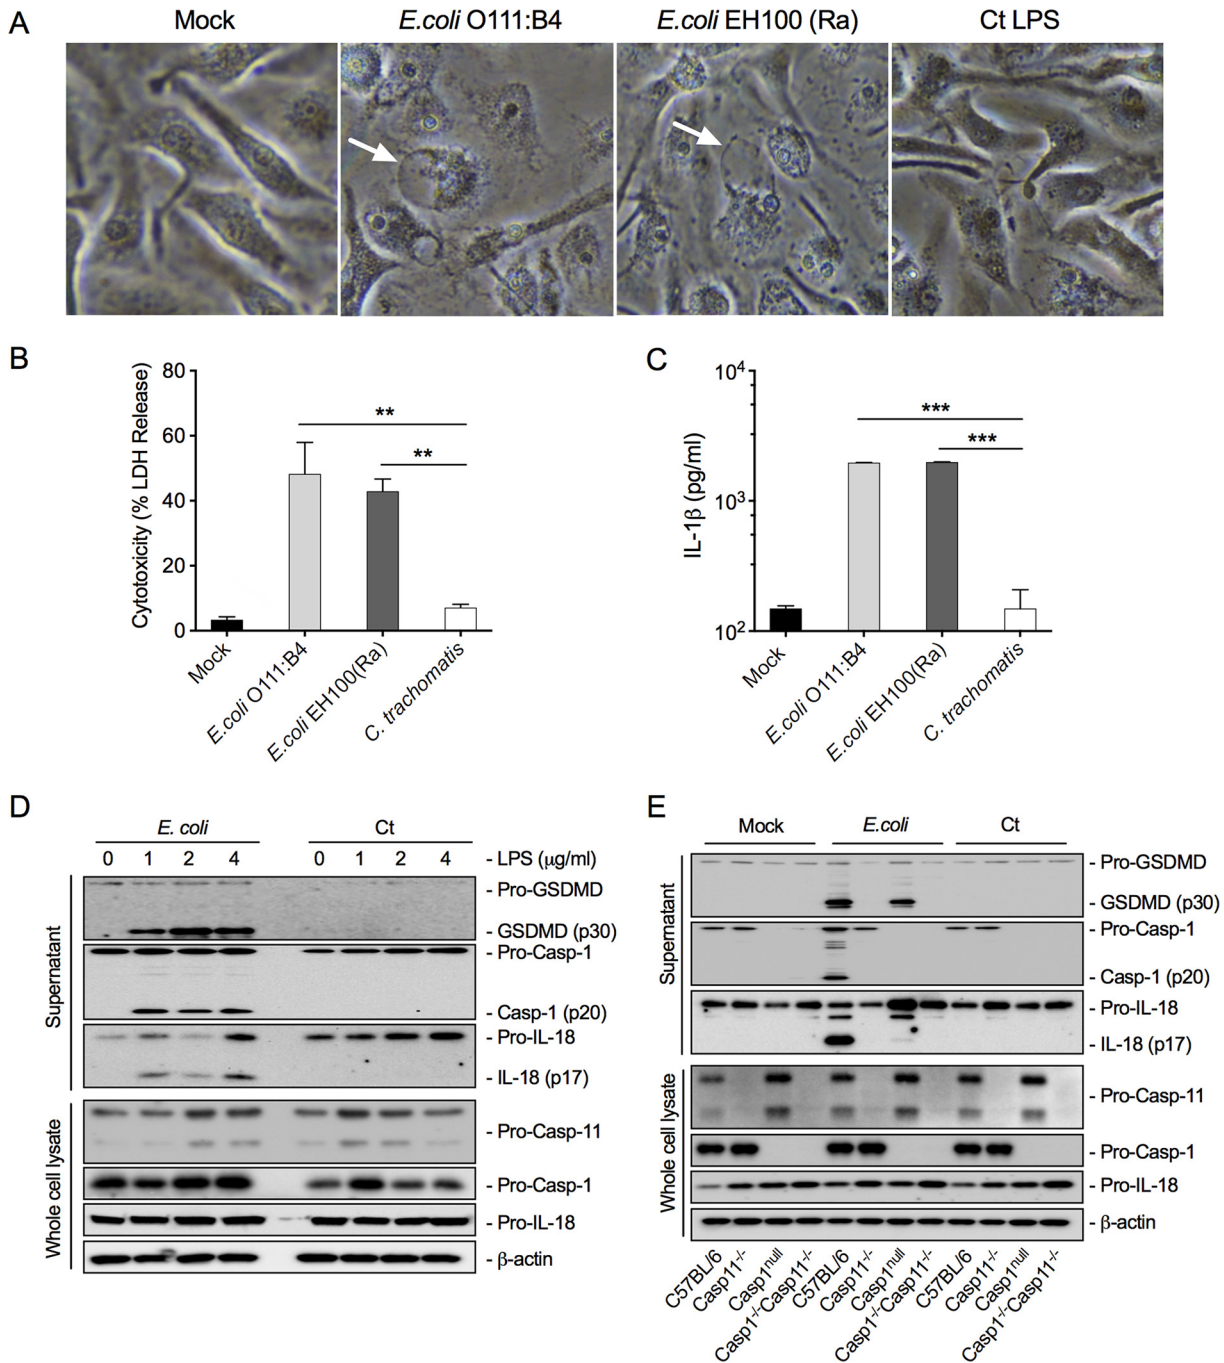 A
Mock
E.coli O111:B4
E.coli EH100 (Ra)
Ct LPS
B
Cytotoxicity (% LDH Release)
80
60
40
20
0
**
**
Mock
E.coli O111:B4
E.coli EH100(Ra)
C. trachomatis
C
IL-1β (pg/ml)
10⁴
10³
10²
***
***
Mock
E.coli O111:B4
E.coli EH100(Ra)
C. trachomatis
D
E. coli
Ct
0 1 2 4 0 1 2 4 - LPS (μg/ml)
Supernatant
- Pro-GSDMD
- GSDMD (p30)
- Pro-Casp-1
- Casp-1 (p20)
- Pro-IL-18
- IL-18 (p17)
Whole cell lysate
- Pro-Casp-11
- Pro-Casp-1
- Pro-IL-18
- β-actin
E
Mock
E.coli
Ct
Supernatant
- Pro-GSDMD
- GSDMD (p30)
- Pro-Casp-1
- Casp-1 (p20)
- Pro-IL-18
- IL-18 (p17)
Whole cell lysate
- Pro-Casp-11
- Pro-Casp-1
- Pro-IL-18
- β-actin
C57BL/6
Casp11⁻/⁻
Casp1ⁿᵘˡˡ
Casp1⁻/⁻Casp11⁻/⁻
C57BL/6
Casp11⁻/⁻
Casp1ⁿᵘˡˡ
Casp1⁻/⁻Casp11⁻/⁻
C57BL/6
Casp11⁻/⁻
Casp1ⁿᵘˡˡ
Casp1⁻/⁻Casp11⁻/⁻